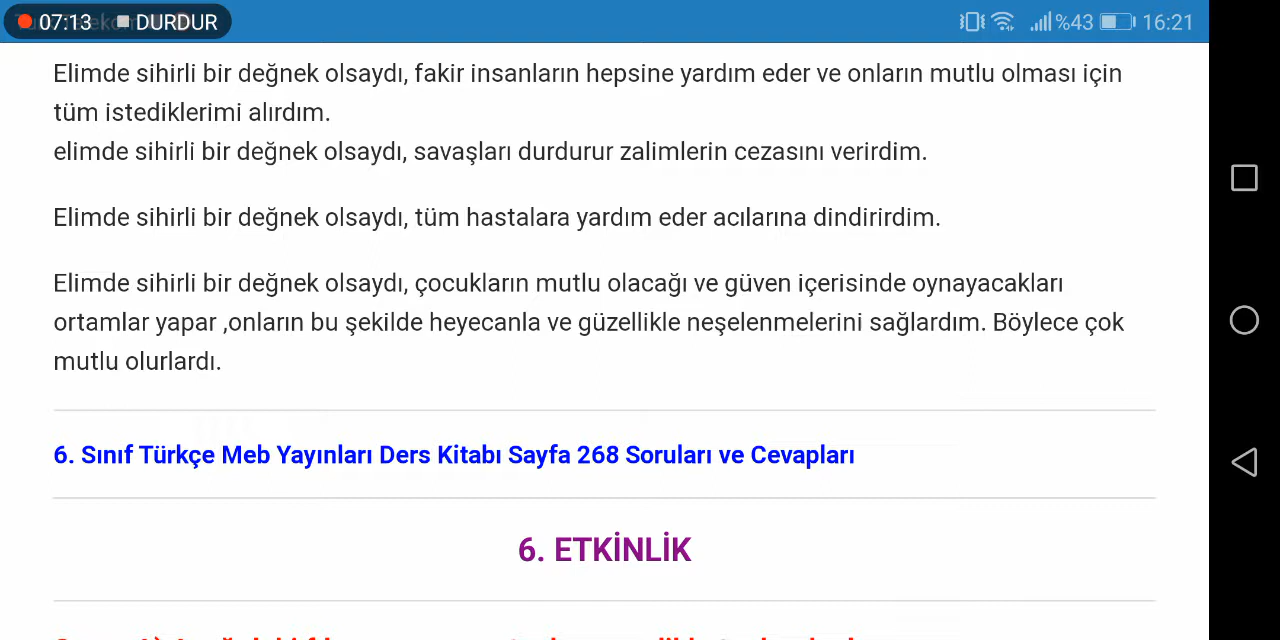 07:13 DURDUR %43 16:21
Elimde sihirli bir değnek olsaydı, fakir insanların hepsine yardım eder ve onların mutlu olması için
tüm istediklerimi alırdım.
elimde sihirli bir değnek olsaydı, savaşları durdurur zalimlerin cezasını verirdim.
Elimde sihirli bir değnek olsaydı, tüm hastalara yardım eder acılarına dindirirdim.
Elimde sihirli bir değnek olsaydı, çocukların mutlu olacağı ve güven içerisinde oynayacakları
ortamlar yapar ,onların bu şekilde heyecanla ve güzellikle neşelenmelerini sağlardım. Böylece çok
mutlu olurlardı.
6. Sınıf Türkçe Meb Yayınları Ders Kitabı Sayfa 268 Soruları ve Cevapları
6. ETKİNLİK